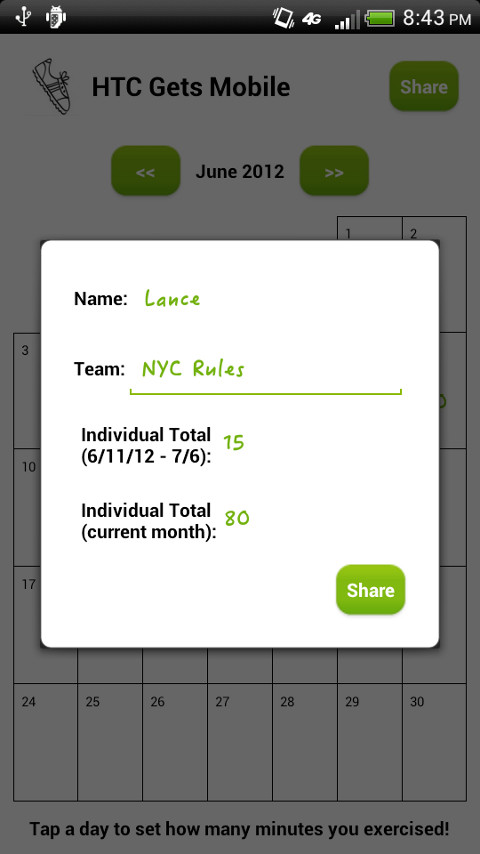 4G 8:43 PM
HTC Gets Mobile Share
<< June 2012 >>
1 2
Name: Lance
3
Team: NYC Rules
Individual Total
(6/11/12 - 7/6): 15
10
Individual Total
(current month): 80
17
Share
24 25 26 27 28 29 30
Tap a day to set how many minutes you exercised!